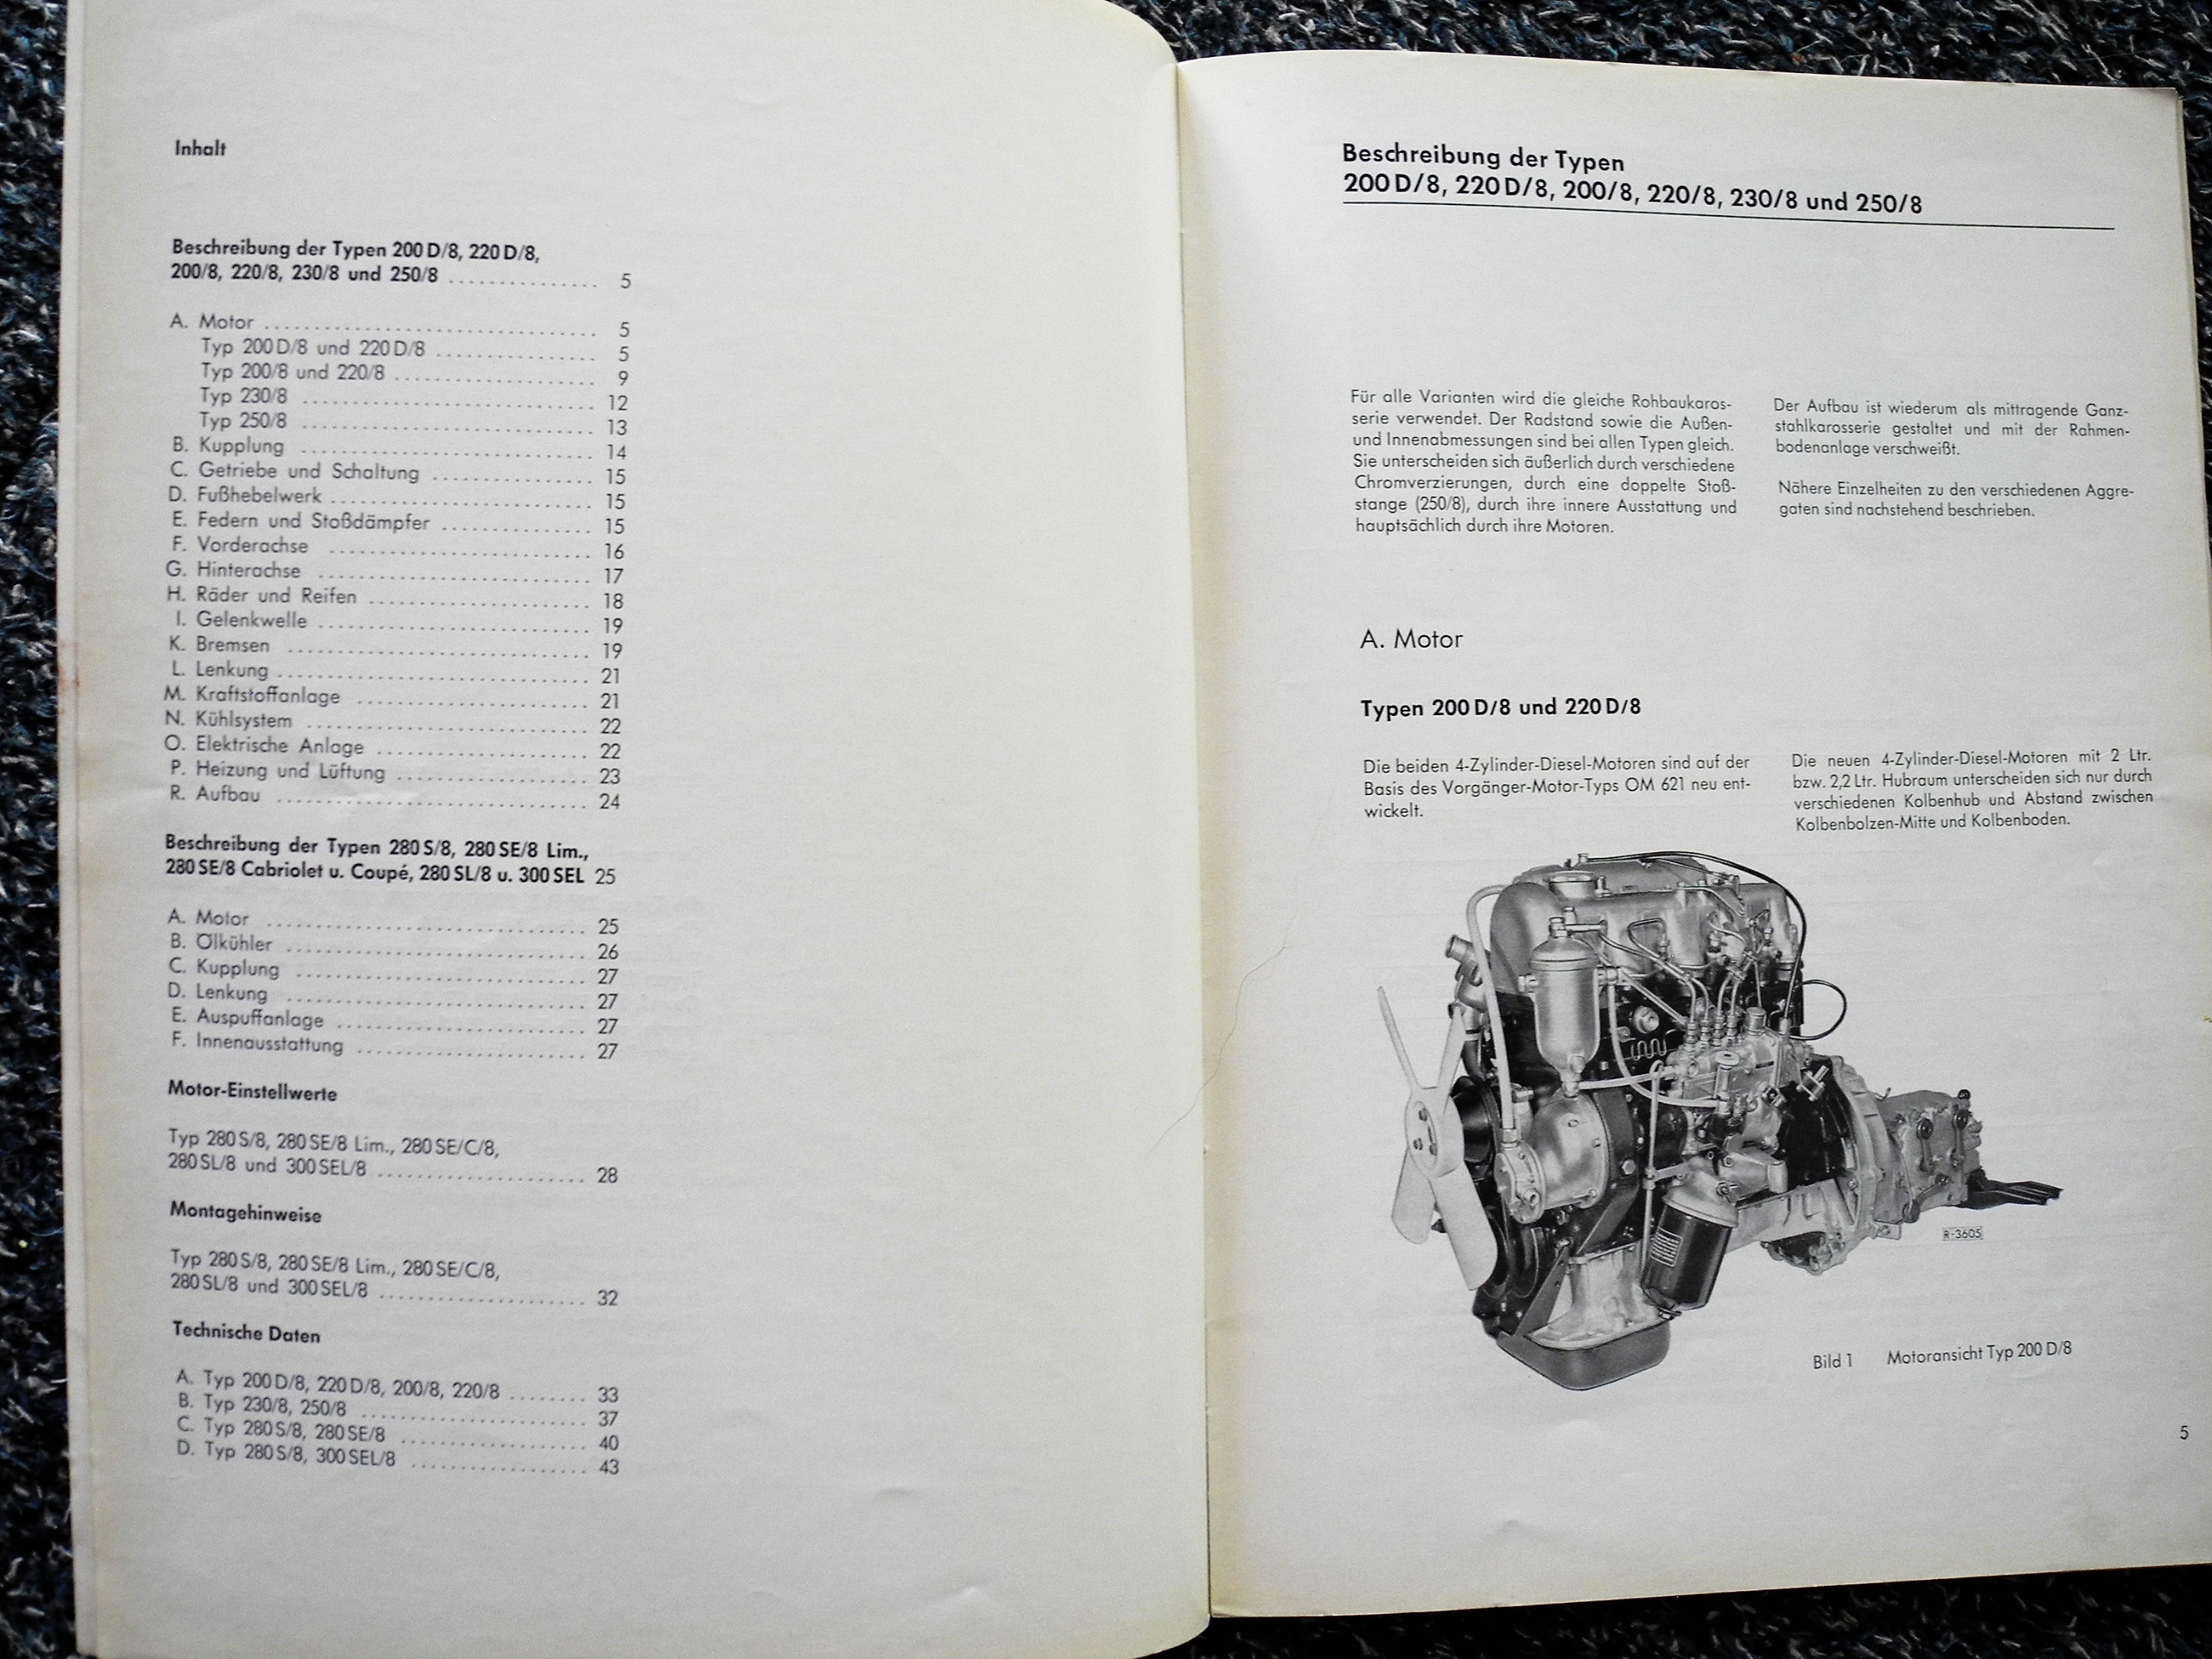 Inhalt
Beschreibung der Typen 200 D/8, 220 D/8,
200/8, 220/8, 230/8 und 250/8 ............... 5
A. Motor ................................. 5
Typ 200 D/8 und 220 D/8 ................ 5
Typ 200/8 und 220/8 .................... 9
Typ 230/8 ............................. 12
Typ 250/8 ............................. 13
B. Kupplung .............................. 14
C. Getriebe und Schaltung ................ 15
D. Fußhebelwerk .......................... 15
E. Federn und Stoßdämpfer ............... 15
F. Vorderachse .......................... 16
G. Hinterachse ........................... 17
H. Räder und Reifen ...................... 18
I. Gelenkwelle ........................... 19
K. Bremsen .............................. 19
L. Lenkung ............................... 21
M. Kraftstoffanlage ....................... 21
N. Kühlsystem ............................ 22
O. Elektrische Anlage ..................... 22
P. Heizung und Lüftung ................... 23
R. Aufbau ............................... 24
Beschreibung der Typen 280 S/8, 280 SE/8 Lim.,
280 SE/8 Cabriolet u. Coupé, 280 SL/8 u. 300 SEL 25
A. Motor ................................ 25
B. Ölkühler .............................. 26
C. Kupplung ............................. 27
D. Lenkung .............................. 27
E. Auspuffanlage ......................... 27
F. Innenausstattung ....................... 27
Motor-Einstellwerte
Typ 280 S/8, 280 SE/8 Lim., 280 SE/C/8,
280 SL/8 und 300 SEL/8 ..................... 28
Montagehinweise
Typ 280 S/8, 280 SE/8 Lim., 280 SE/C/8,
280 SL/8 und 300 SEL/8 ..................... 32
Technische Daten
A. Typ 200 D/8, 220 D/8, 200/8, 220/8 ........ 33
B. Typ 230/8, 250/8 ....................... 37
C. Typ 280 S/8, 280 SE/8 ................... 40
D. Typ 280 S/8, 300 SEL/8 .................. 43
Beschreibung der Typen
200 D/8, 220 D/8, 200/8, 220/8, 230/8 und 250/8
Für alle Varianten wird die gleiche Rohbaukaros-
serie verwendet. Der Radstand sowie die Außen-
und Innenabmessungen sind bei allen Typen gleich.
Sie unterscheiden sich äußerlich durch verschiedene
Chromverzierungen, durch eine doppelte Stoß-
stange (250/8), durch ihre innere Ausstattung und
hauptsächlich durch ihre Motoren.
Der Aufbau ist wiederum als mittragende Ganz-
stahlkarosserie gestaltet und mit der Rahmen-
bodenanlage verschweißt.
Nähere Einzelheiten zu den verschiedenen Aggre-
gaten sind nachstehend beschrieben.
A. Motor
Typen 200 D/8 und 220 D/8
Die beiden 4-Zylinder-Diesel-Motoren sind auf der
Basis des Vorgänger-Motor-Typs OM 621 neu ent-
wickelt.
Die neuen 4-Zylinder-Diesel-Motoren mit 2 Ltr.
bzw. 2,2 Ltr. Hubraum unterscheiden sich nur durch
verschiedenen Kolbenhub und Abstand zwischen
Kolbenbolzen-Mitte und Kolbenboden.
R-3605
Bild 1 Motoransicht Typ 200 D/8
5